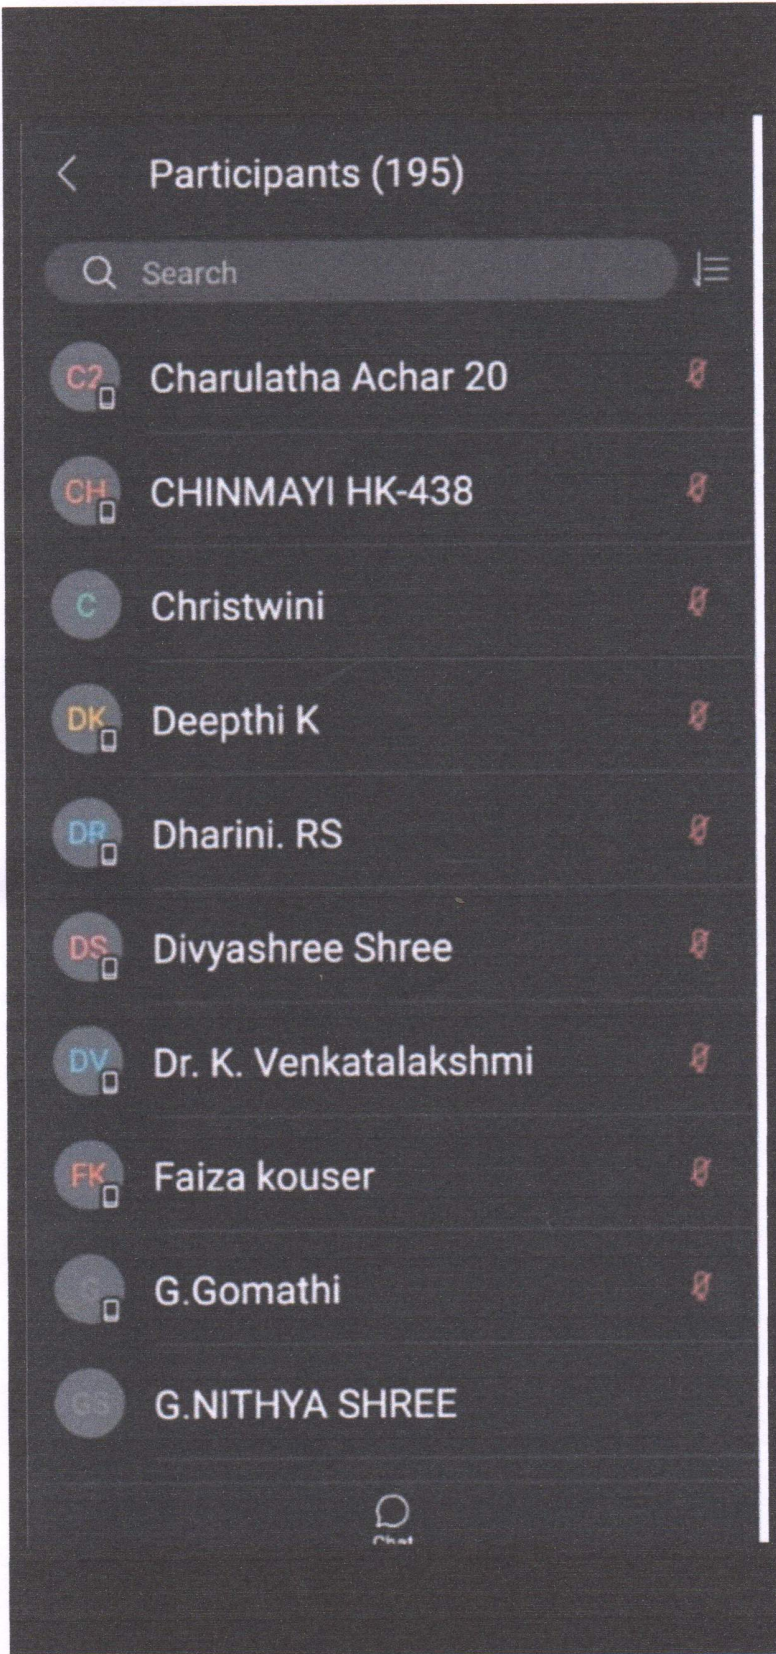 Participants (195)
Search
C2 Charulatha Achar 20
CH CHINMAYI HK-438
C Christwini
DK Deepthi K
DR Dharini. RS
DS Divyashree Shree
DV Dr. K. Venkatalakshmi
FK Faiza kouser
G G.Gomathi
GS G.NITHYA SHREE
Chat